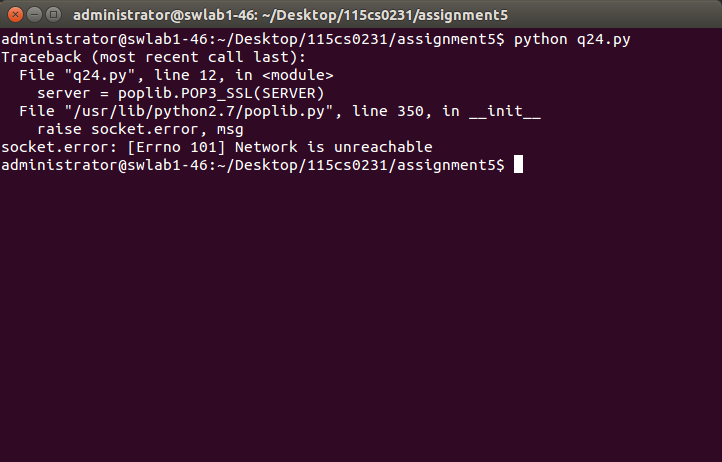 administrator@swlab1-46: ~/Desktop/115cs0231/assignment5
administrator@swlab1-46:~/Desktop/115cs0231/assignment5$ python q24.py
Traceback (most recent call last):
  File "q24.py", line 12, in <module>
    server = poplib.POP3_SSL(SERVER)
  File "/usr/lib/python2.7/poplib.py", line 350, in __init__
    raise socket.error, msg
socket.error: [Errno 101] Network is unreachable
administrator@swlab1-46:~/Desktop/115cs0231/assignment5$